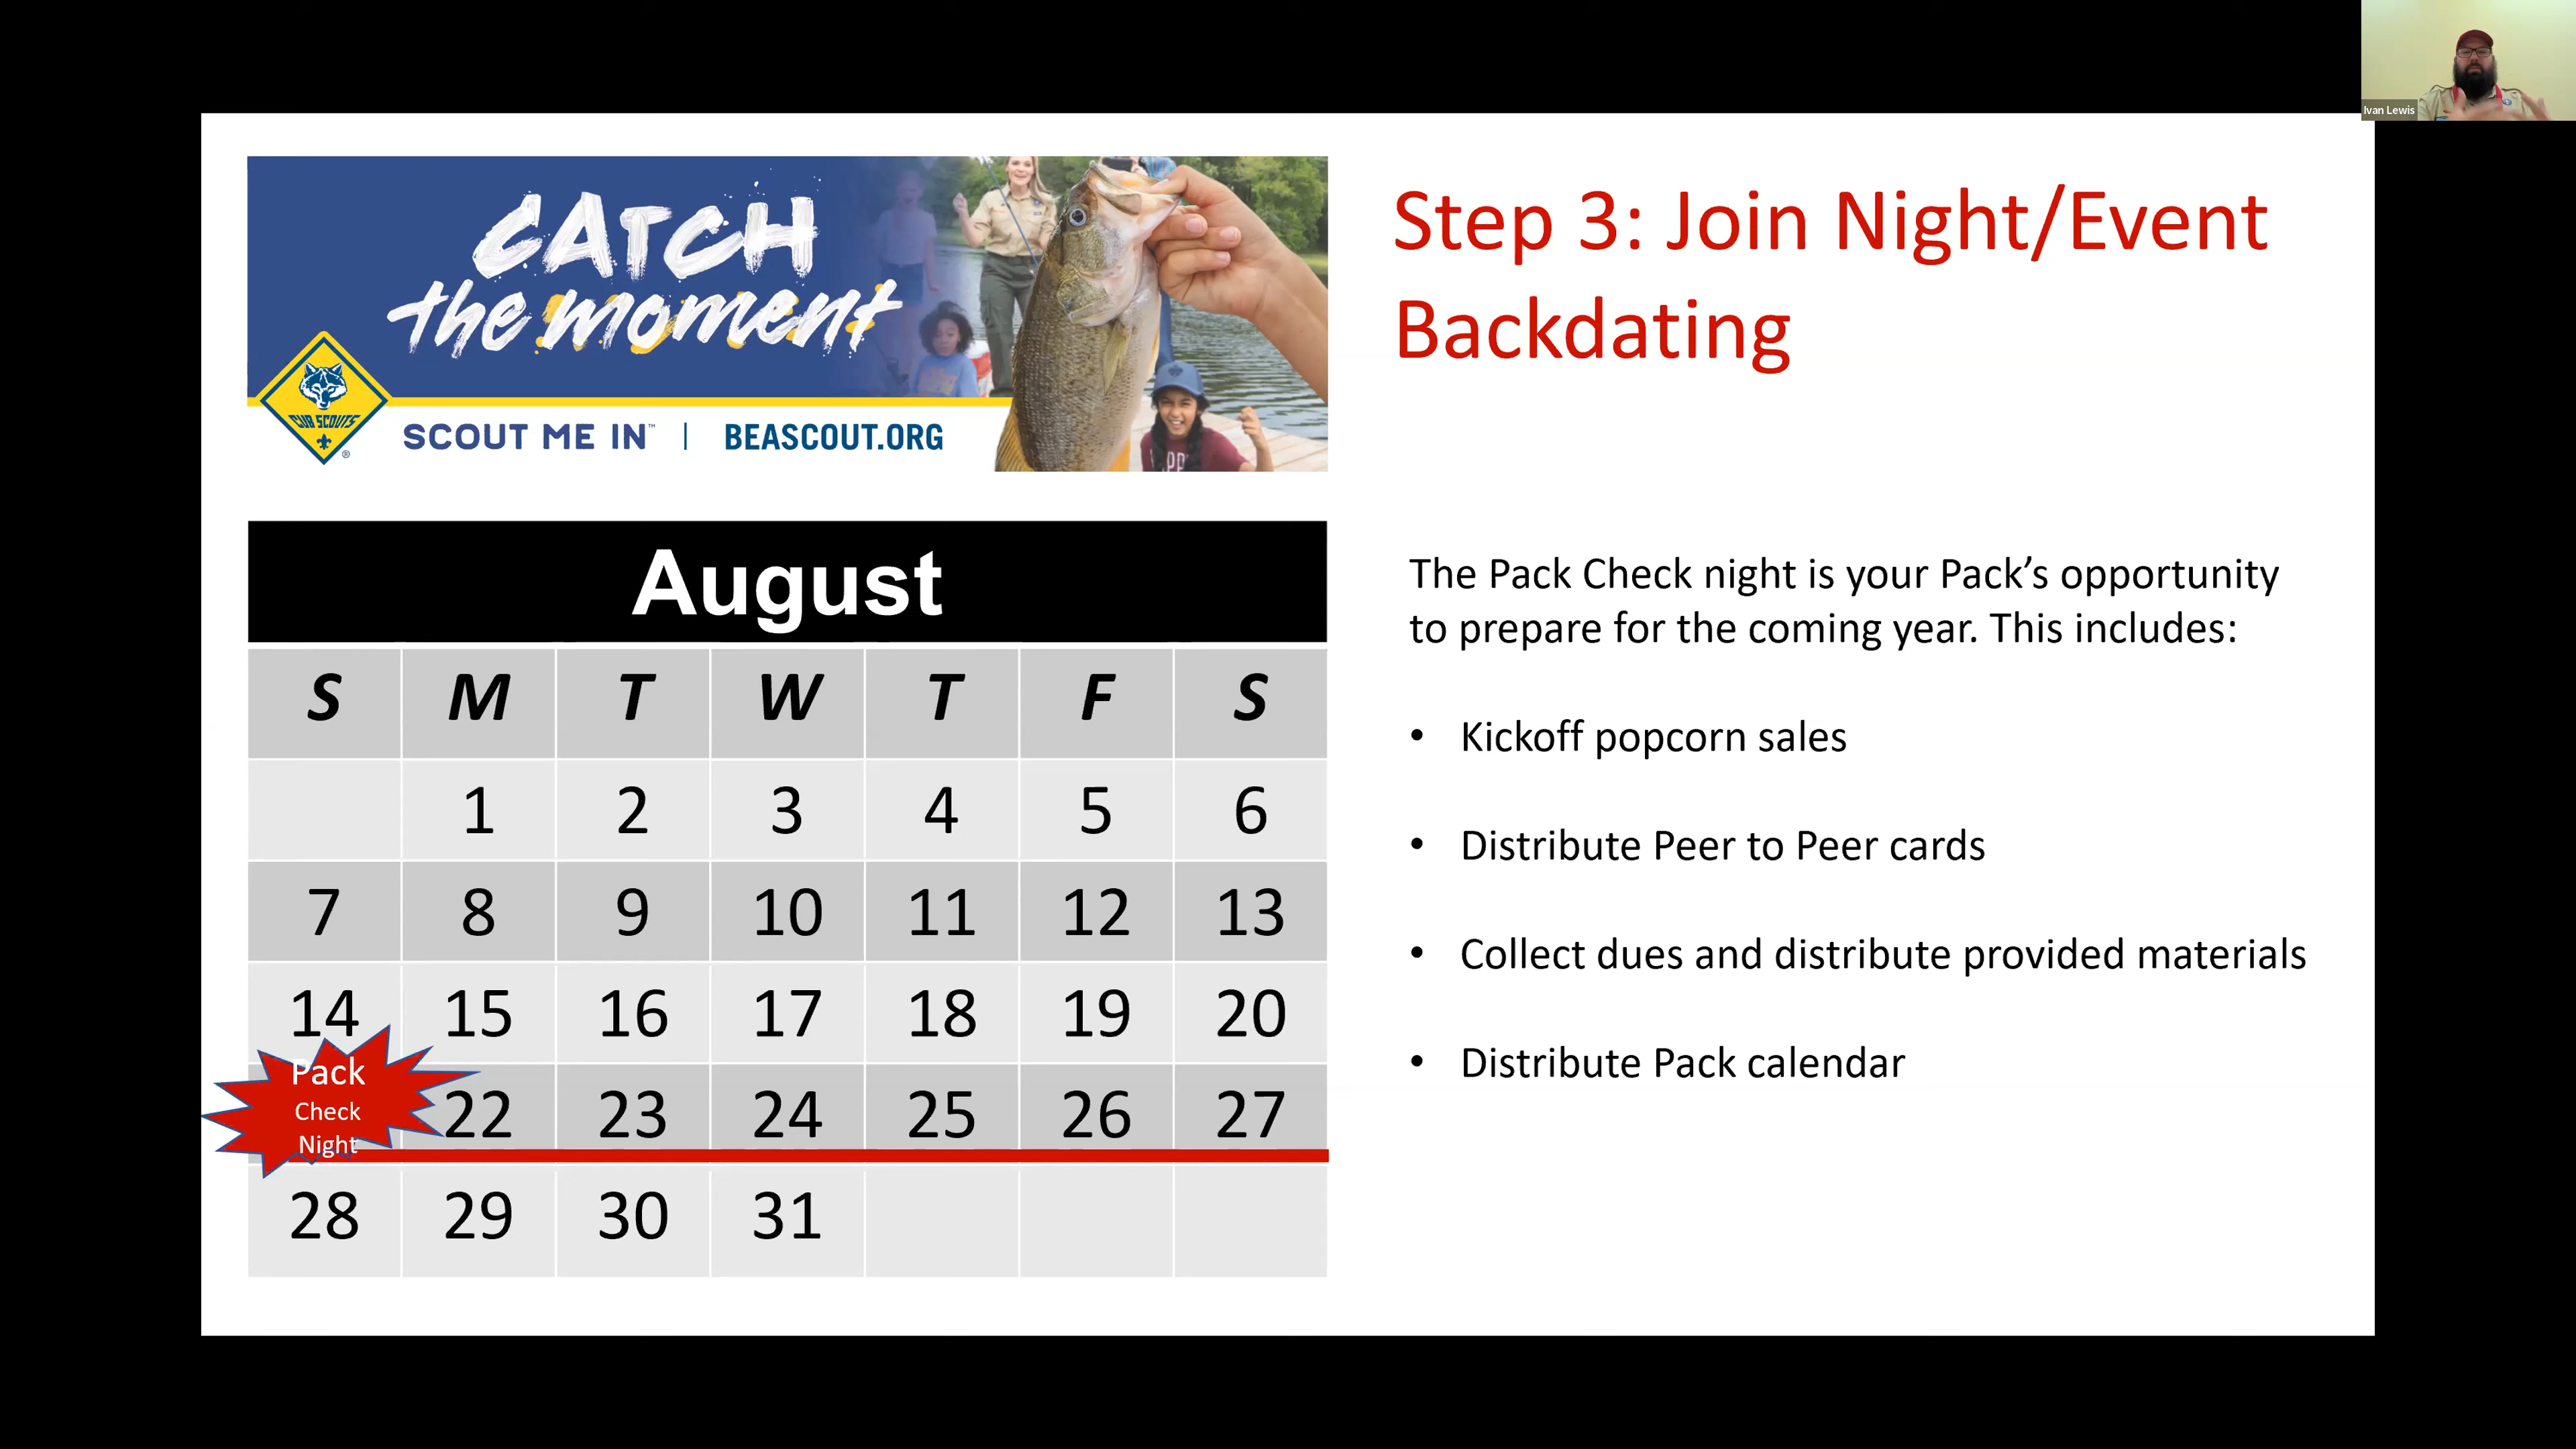 Ivan Lewis
CATCH
the moment
CUB SCOUTS
®
SCOUT ME IN™ | BEASCOUT.ORG
Step 3: Join Night/Event
Backdating
August
S M T W T F S
1 2 3 4 5 6
7 8 9 10 11 12 13
14 15 16 17 18 19 20
Pack
Check
Night
22 23 24 25 26 27
28 29 30 31
The Pack Check night is your Pack’s opportunity
to prepare for the coming year. This includes:
• Kickoff popcorn sales
• Distribute Peer to Peer cards
• Collect dues and distribute provided materials
• Distribute Pack calendar